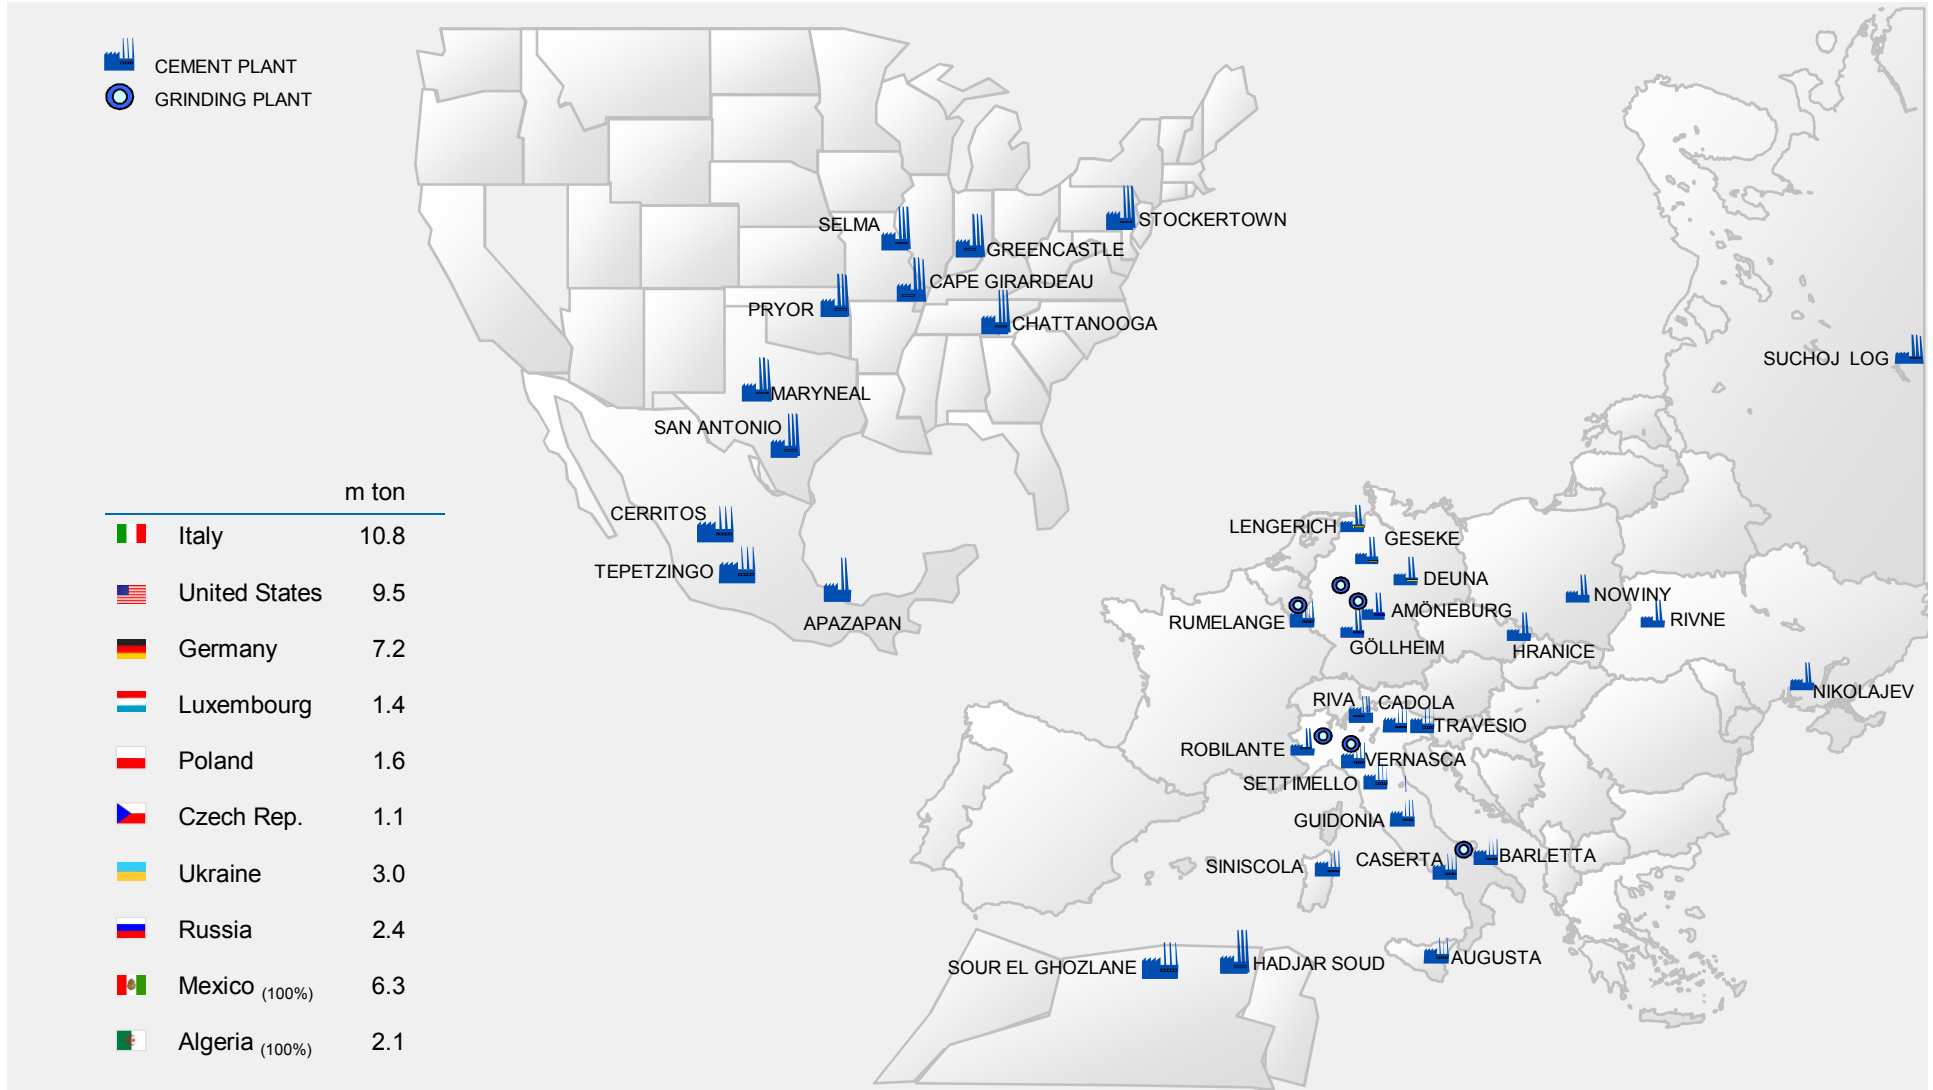 CEMENT PLANT
GRINDING PLANT
SELMA
STOCKERTOWN
GREENCASTLE
CAPE GIRARDEAU
PRYOR
CHATTANOOGA
SUCHOJ LOG
MARYNEAL
SAN ANTONIO
CERRITOS
TEPETZINGO
APAZAPAN
LENGERICH
GESEKE
DEUNA
NOWINY
AMÖNEBURG
RUMELANGE
RIVNE
GÖLLHEIM
HRANICE
NIKOLAJEV
RIVA
CADOLA
TRAVESIO
ROBILANTE
VERNASCA
SETTIMELLO
GUIDONIA
SINISCOLA
CASERTA
BARLETTA
SOUR EL GHOZLANE
HADJAR SOUD
AUGUSTA
m ton
Italy 10.8
United States 9.5
Germany 7.2
Luxembourg 1.4
Poland 1.6
Czech Rep. 1.1
Ukraine 3.0
Russia 2.4
Mexico (100%) 6.3
Algeria (100%) 2.1